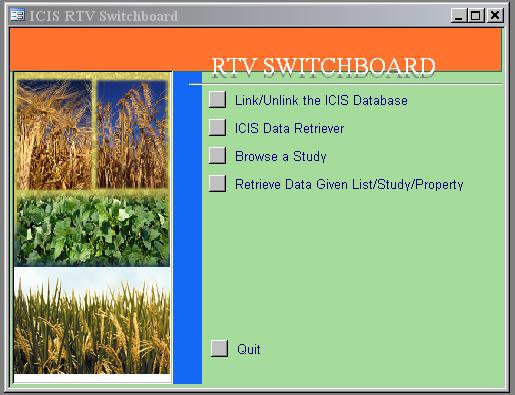 ICIS RTV Switchboard
RTV SWITCHBOARD
Link/Unlink the ICIS Database
ICIS Data Retriever
Browse a Study
Retrieve Data Given List/Study/Property
Quit